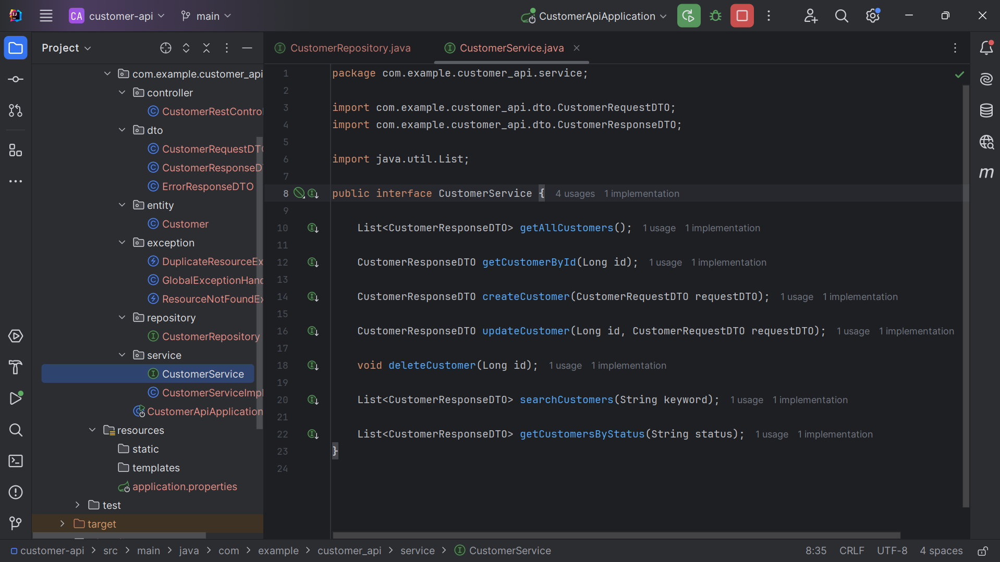 CA customer-api main CustomerApiApplication
Project
CustomerRepository.java CustomerService.java
com.example.customer_api
controller
CustomerRestContro
dto
CustomerRequestDTO
CustomerResponseD
ErrorResponseDTO
entity
Customer
exception
DuplicateResourceEx
GlobalExceptionHand
ResourceNotFoundEx
repository
CustomerRepository
service
CustomerService
CustomerServiceImpl
CustomerApiApplication
resources
static
templates
application.properties
test
target
1 package com.example.customer_api.service;
2
3 import com.example.customer_api.dto.CustomerRequestDTO;
4 import com.example.customer_api.dto.CustomerResponseDTO;
5
6 import java.util.List;
7
8 public interface CustomerService { 4 usages 1 implementation
9
10 List<CustomerResponseDTO> getAllCustomers(); 1 usage 1 implementation
11
12 CustomerResponseDTO getCustomerById(Long id); 1 usage 1 implementation
13
14 CustomerResponseDTO createCustomer(CustomerRequestDTO requestDTO); 1 usage 1 implementation
15
16 CustomerResponseDTO updateCustomer(Long id, CustomerRequestDTO requestDTO); 1 usage 1 implementation
17
18 void deleteCustomer(Long id); 1 usage 1 implementation
19
20 List<CustomerResponseDTO> searchCustomers(String keyword); 1 usage 1 implementation
21
22 List<CustomerResponseDTO> getCustomersByStatus(String status); 1 usage 1 implementation
23 }
24
m
customer-api > src > main > java > com > example > customer_api > service > CustomerService 8:35 CRLF UTF-8 4 spaces